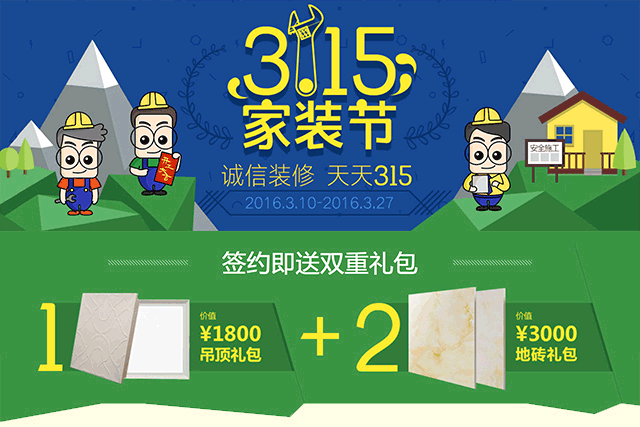 3.15
家装节
诚信装修 天天315
2016.3.10-2016.3.27
安全施工
签约即送双重礼包
1
价值
¥1800
吊顶礼包
+
2
价值
¥3000
地砖礼包